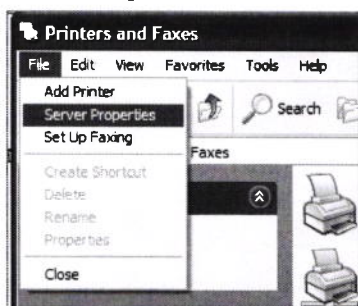 Printers and Faxes
File Edit View Favorites Tools Help
Add Printer
Server Properties
Set Up Faxing
Search
Faxes
Create Shortcut
Delete
Rename
Properties
Close